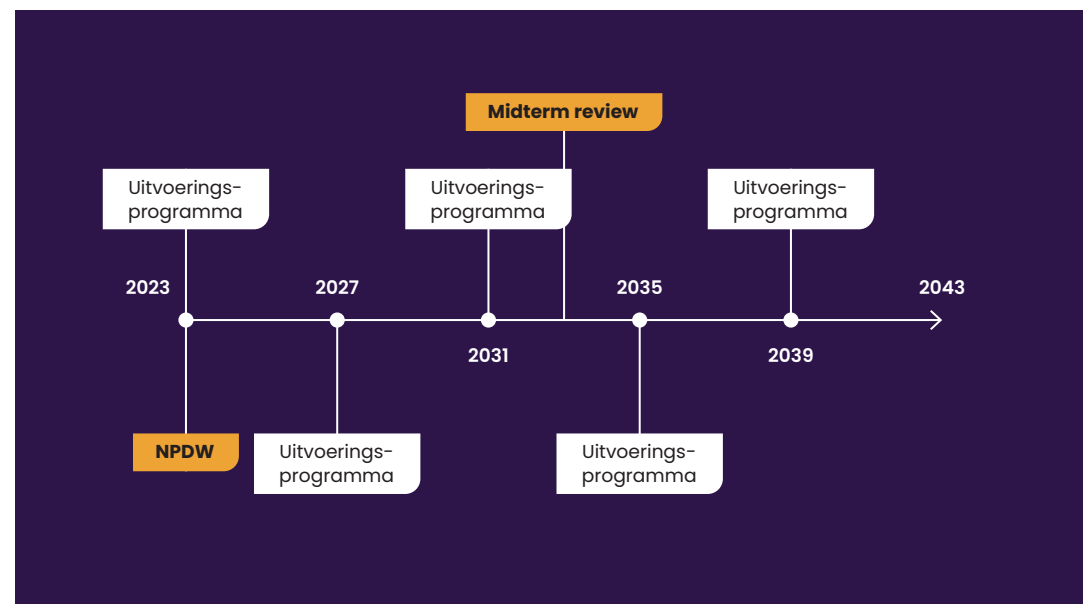 Midterm review
Uitvoerings-
programma
Uitvoerings-
programma
Uitvoerings-
programma
2023
2027
2035
2043
2031
2039
NPDW
Uitvoerings-
programma
Uitvoerings-
programma